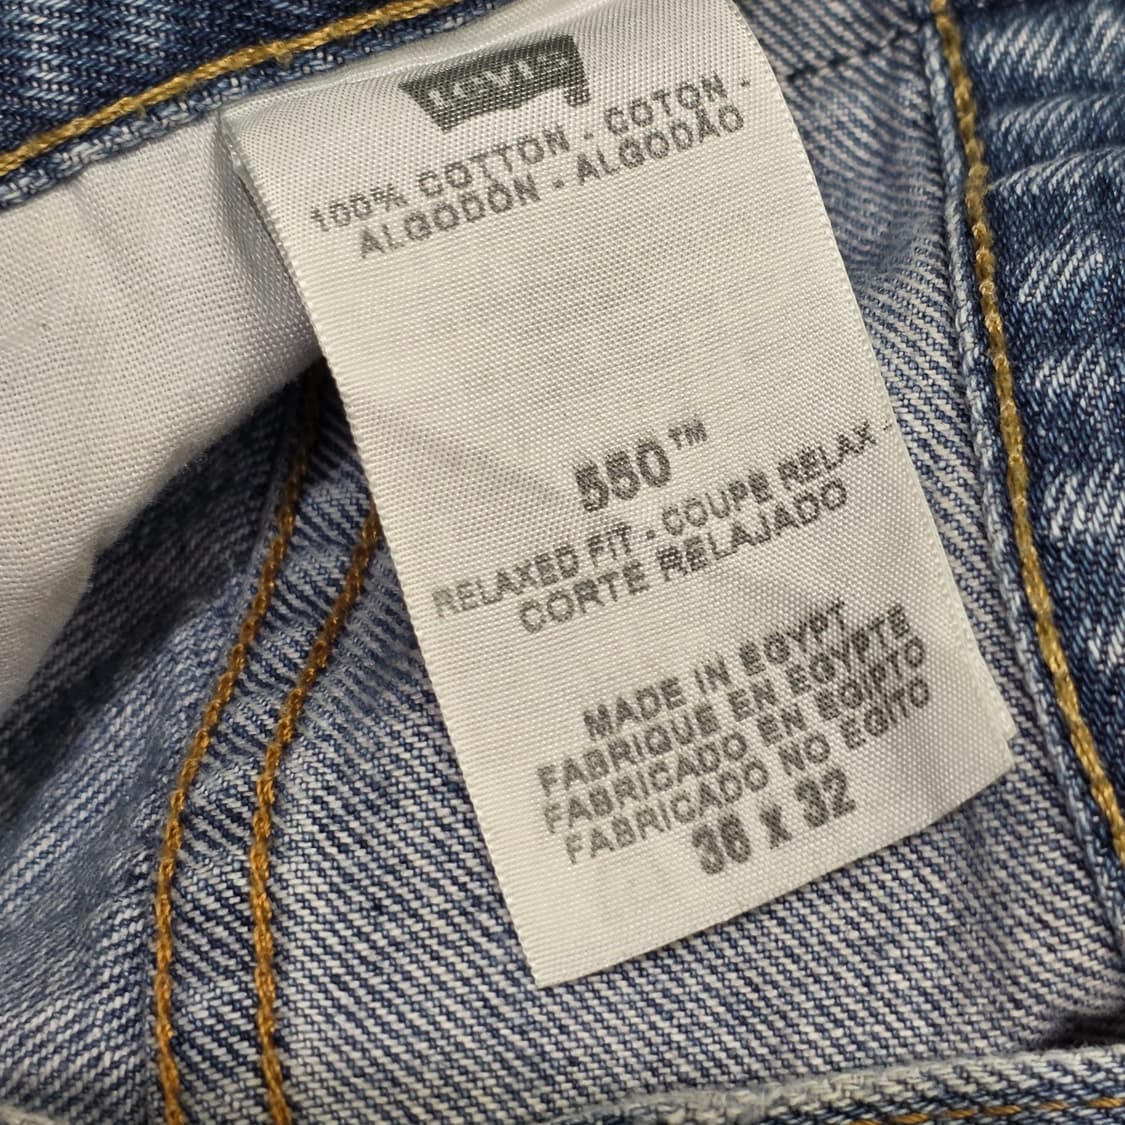 LEVI'S
100% COTTON - COTON -
ALGODÓN - ALGODÃO
550™
RELAXED FIT - COUPE RELAX -
CORTE RELAJADO
MADE IN EGYPT
FABRIQUE EN EGYPTE
FABRICADO EN EGIPTO
FABRICADO NO EGITO
36 x 32